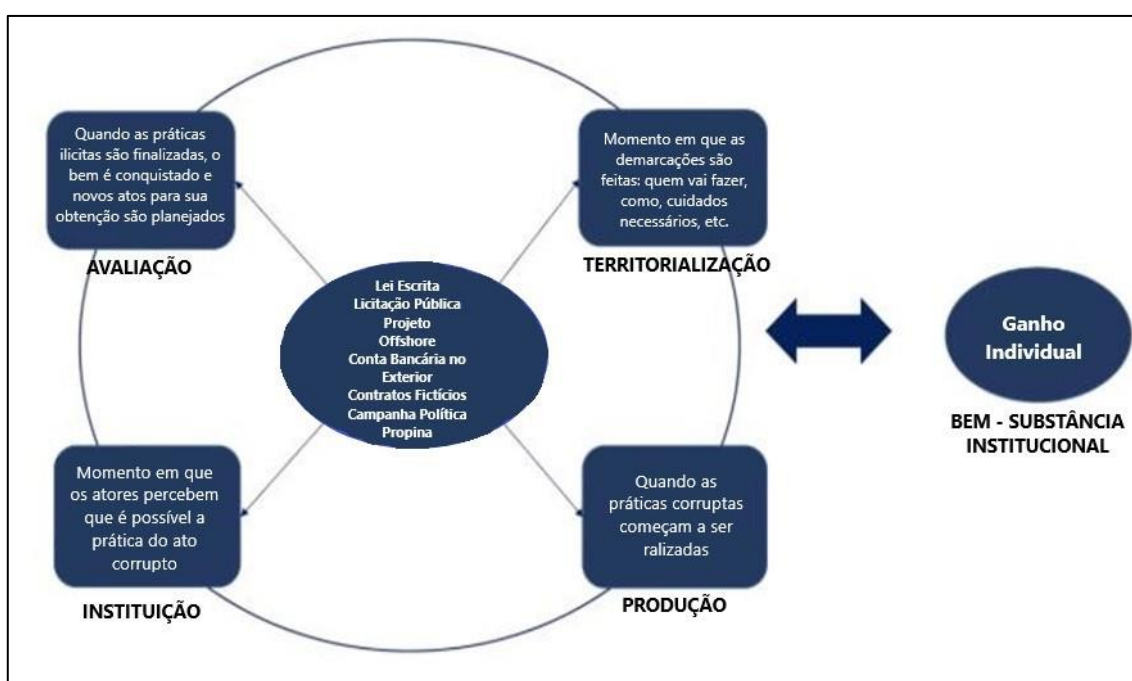 Quando as práticas
ilicitas são finalizadas, o
bem é conquistado e
novos atos para sua
obtenção são planejados
AVALIAÇÃO
Momento em que as
demarcações são
feitas: quem vai fazer,
como, cuidados
necessários, etc.
TERRITORIALIZAÇÃO
Lei Escrita
Licitação Pública
Projeto
Offshore
Conta Bancária no
Exterior
Contratos Fictícios
Campanha Política
Propina
Ganho
Individual
BEM - SUBSTÂNCIA
INSTITUCIONAL
Momento em que
os atores percebem
que é possível a
prática do ato
corrupto
INSTITUIÇÃO
Quando as
práticas corruptas
começam a ser
ralizadas
PRODUÇÃO